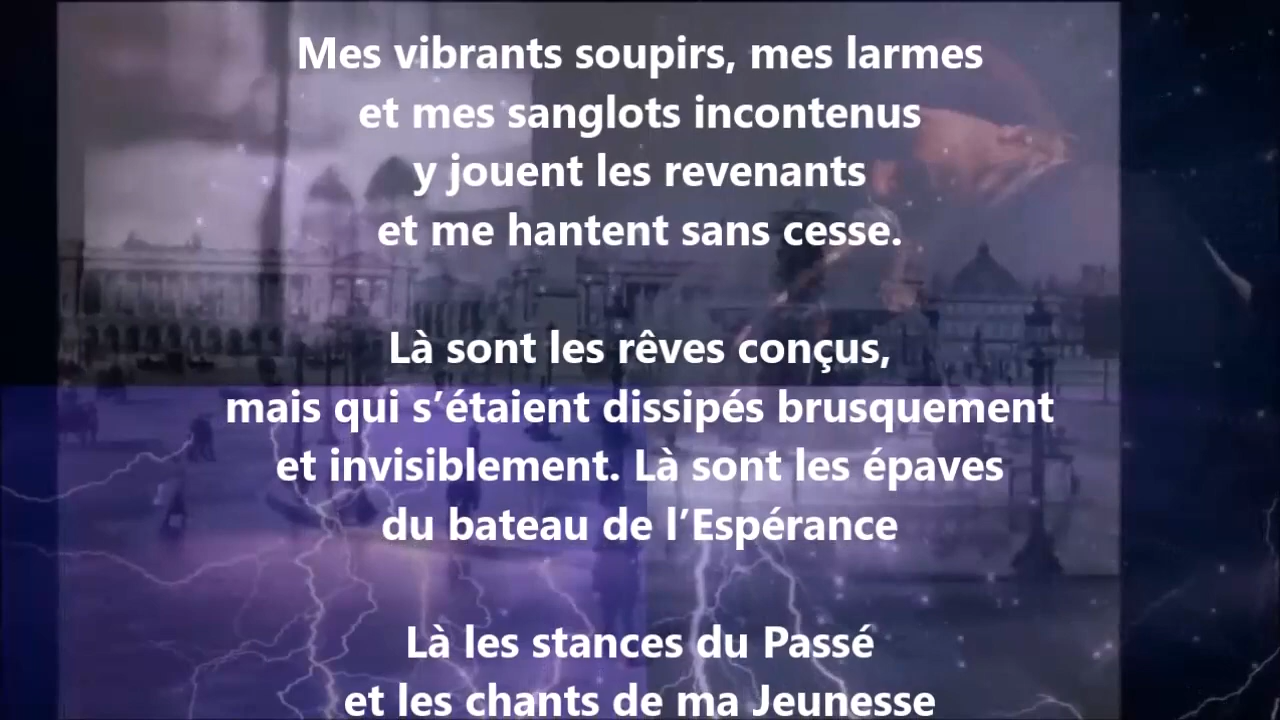 Mes vibrants soupirs, mes larmes
et mes sanglots incontenus
y jouent les revenants
et me hantent sans cesse.
Là sont les rêves conçus,
mais qui s’étaient dissipés brusquement
et invisiblement. Là sont les épaves
du bateau de l’Espérance
Là les stances du Passé
et les chants de ma Jeunesse